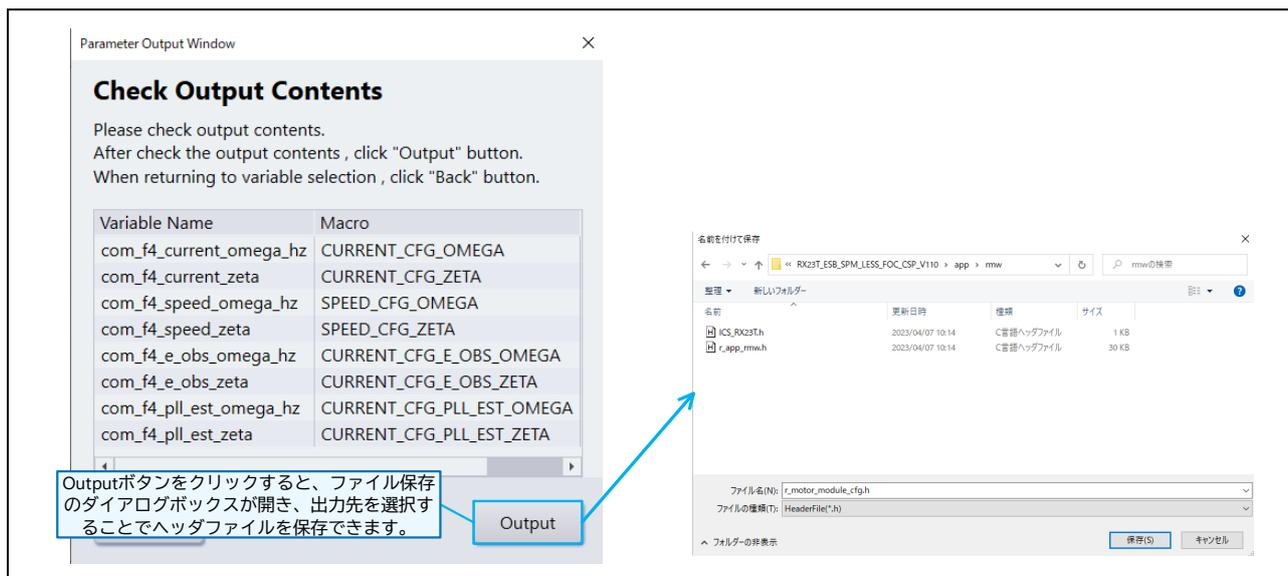 Parameter Output Window
Check Output Contents
Please check output contents.
After check the output contents , click "Output" button.
When returning to variable selection , click "Back" button.
Variable Name Macro
com_f4_current_omega_hz CURRENT_CFG_OMEGA
com_f4_current_zeta CURRENT_CFG_ZETA
com_f4_speed_omega_hz SPEED_CFG_OMEGA
com_f4_speed_zeta SPEED_CFG_ZETA
com_f4_e_obs_omega_hz CURRENT_CFG_E_OBS_OMEGA
com_f4_e_obs_zeta CURRENT_CFG_E_OBS_ZETA
com_f4_pll_est_omega_hz CURRENT_CFG_PLL_EST_OMEGA
com_f4_pll_est_zeta CURRENT_CFG_PLL_EST_ZETA
Outputボタンをクリックすると、ファイル保存
のダイアログボックスが開き、出力先を選択す
ることでヘッダファイルを保存できます。
Output
名前を付けて保存
« RX23T_ESB_SPM_LESS_FOC_CSP_V110 › app › rmw
rmwの検索
整理 新しいフォルダー
名前 更新日時 種類 サイズ
ICS_RX23T.h 2023/04/07 10:14 C言語ヘッダファイル 1 KB
r_app_rmw.h 2023/04/07 10:14 C言語ヘッダファイル 30 KB
ファイル名(N): r_motor_module_cfg.h
ファイルの種類(T): HeaderFile(*.h)
フォルダーの非表示
保存(S) キャンセル